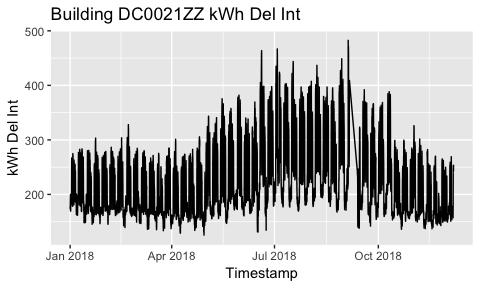 Building DC0021ZZ kWh Del Int
500
400
300
200
kWh Del Int
Jan 2018 Apr 2018 Jul 2018 Oct 2018
Timestamp